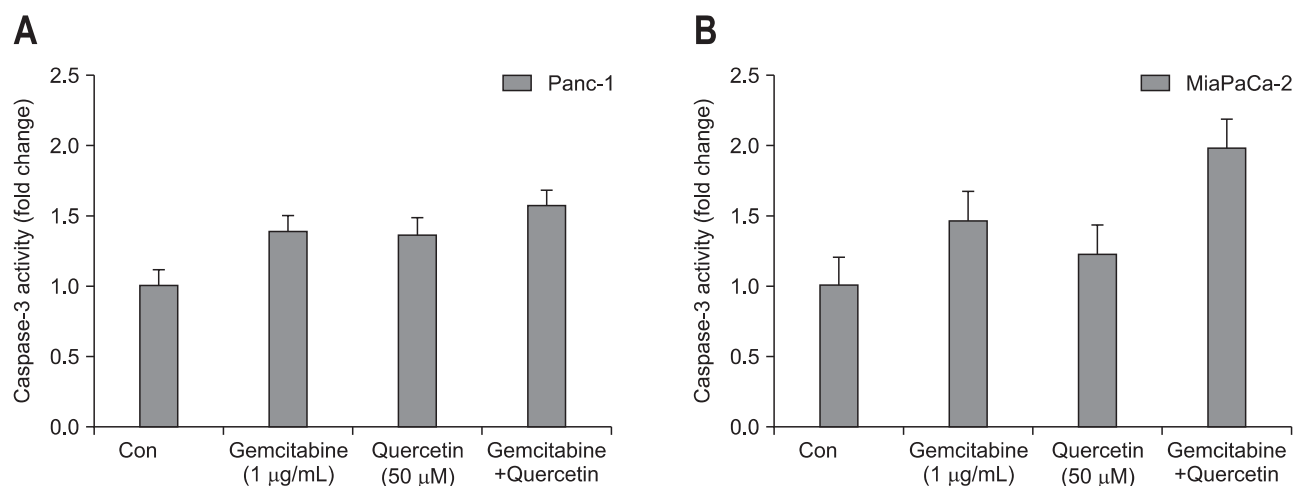 A
Caspase-3 activity (fold change)
2.5
2.0
1.5
1.0
0.5
0.0
Panc-1
Con
Gemcitabine
(1 μg/mL)
Quercetin
(50 μM)
Gemcitabine
+Quercetin
B
Caspase-3 activity (fold change)
2.5
2.0
1.5
1.0
0.5
0.0
MiaPaCa-2
Con
Gemcitabine
(1 μg/mL)
Quercetin
(50 μM)
Gemcitabine
+Quercetin